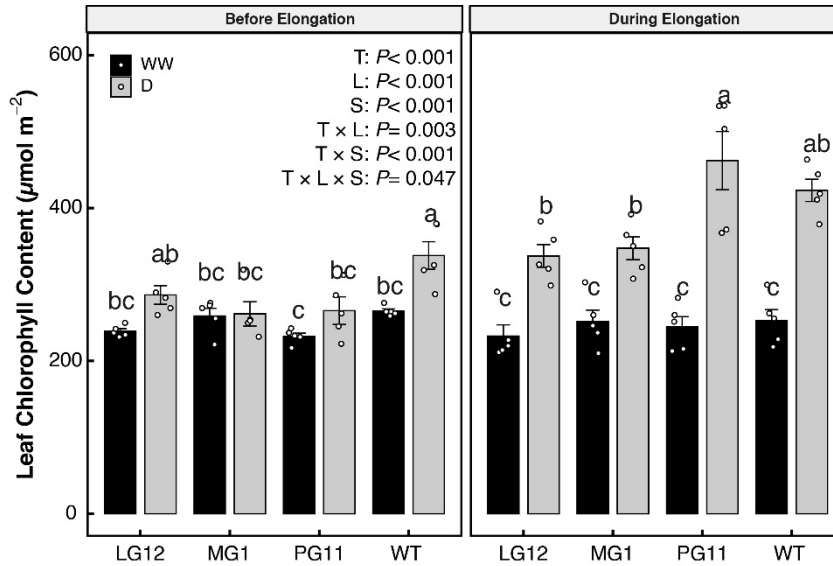 Before Elongation
During Elongation
Leaf Chlorophyll Content (µmol m⁻²)
600
400
200
0
WW
D
T: P< 0.001
L: P< 0.001
S: P< 0.001
T × L: P= 0.003
T × S: P< 0.001
T × L × S: P= 0.047
bc ab bc bc c bc bc a
c b c b c a c ab
LG12 MG1 PG11 WT
LG12 MG1 PG11 WT